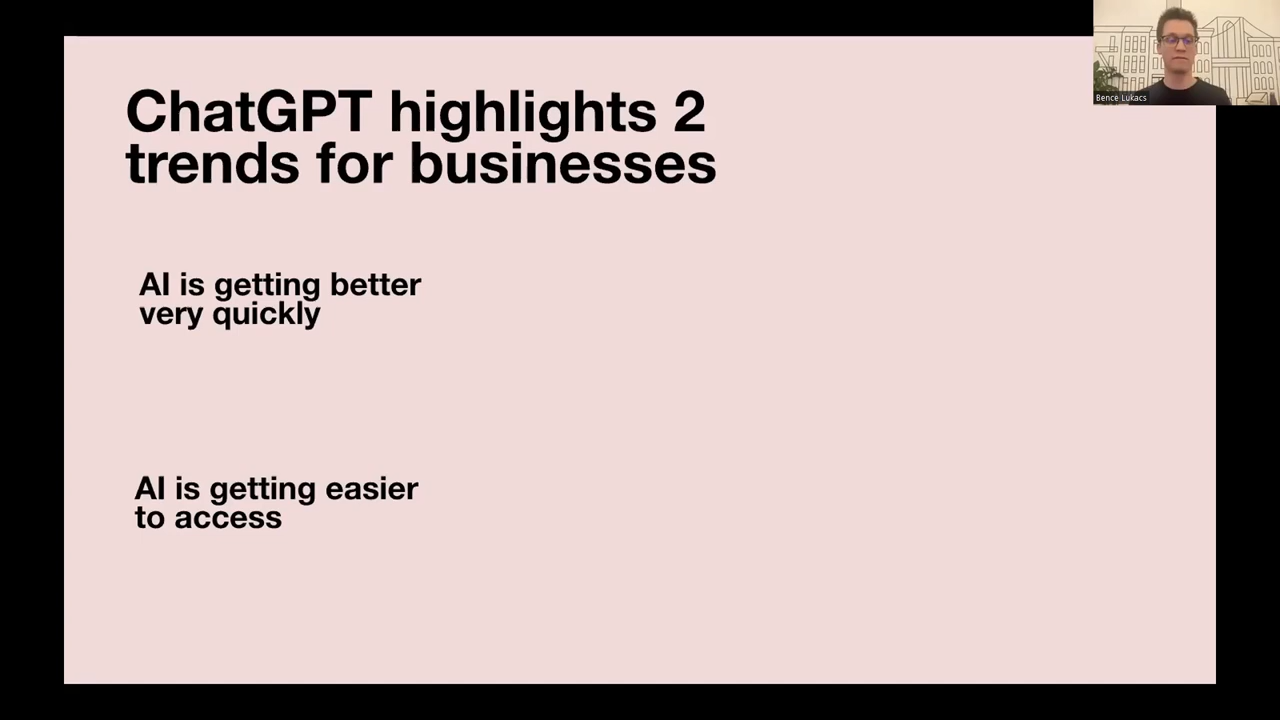 ChatGPT highlights 2
trends for businesses
Bence Lukacs
AI is getting better
very quickly
AI is getting easier
to access